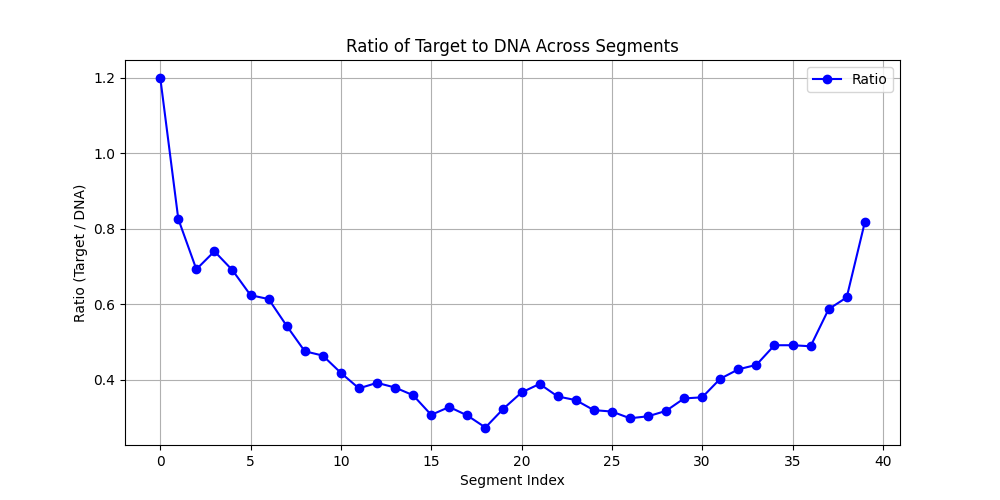 Ratio of Target to DNA Across Segments
Ratio
Ratio (Target / DNA)
1.2
1.0
0.8
0.6
0.4
0 5 10 15 20 25 30 35 40
Segment Index